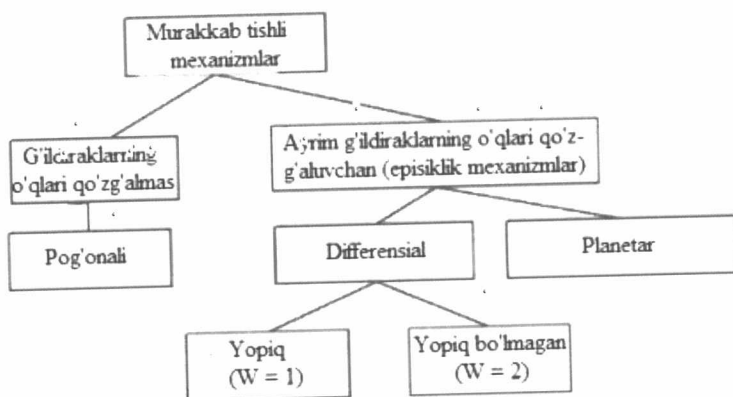 Murakkab tishli
mexanizmlar
G'ildiraklarning
o'qlari qo'zg'almas
Ayrim g'ildiraklarning o'qlari qo'z-
g'aluvchan (episiklik mexanizmlar)
Pog'onali
Differensial
Planetar
Yopiq
(W = 1)
Yopiq bo'lmagan
(W = 2)